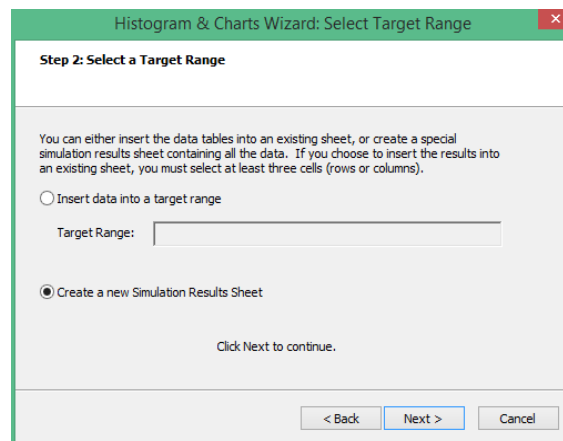 Histogram & Charts Wizard: Select Target Range
Step 2: Select a Target Range
You can either insert the data tables into an existing sheet, or create a special
simulation results sheet containing all the data. If you choose to insert the results into
an existing sheet, you must select at least three cells (rows or columns).
Insert data into a target range
Target Range:
Create a new Simulation Results Sheet
Click Next to continue.
< Back Next > Cancel